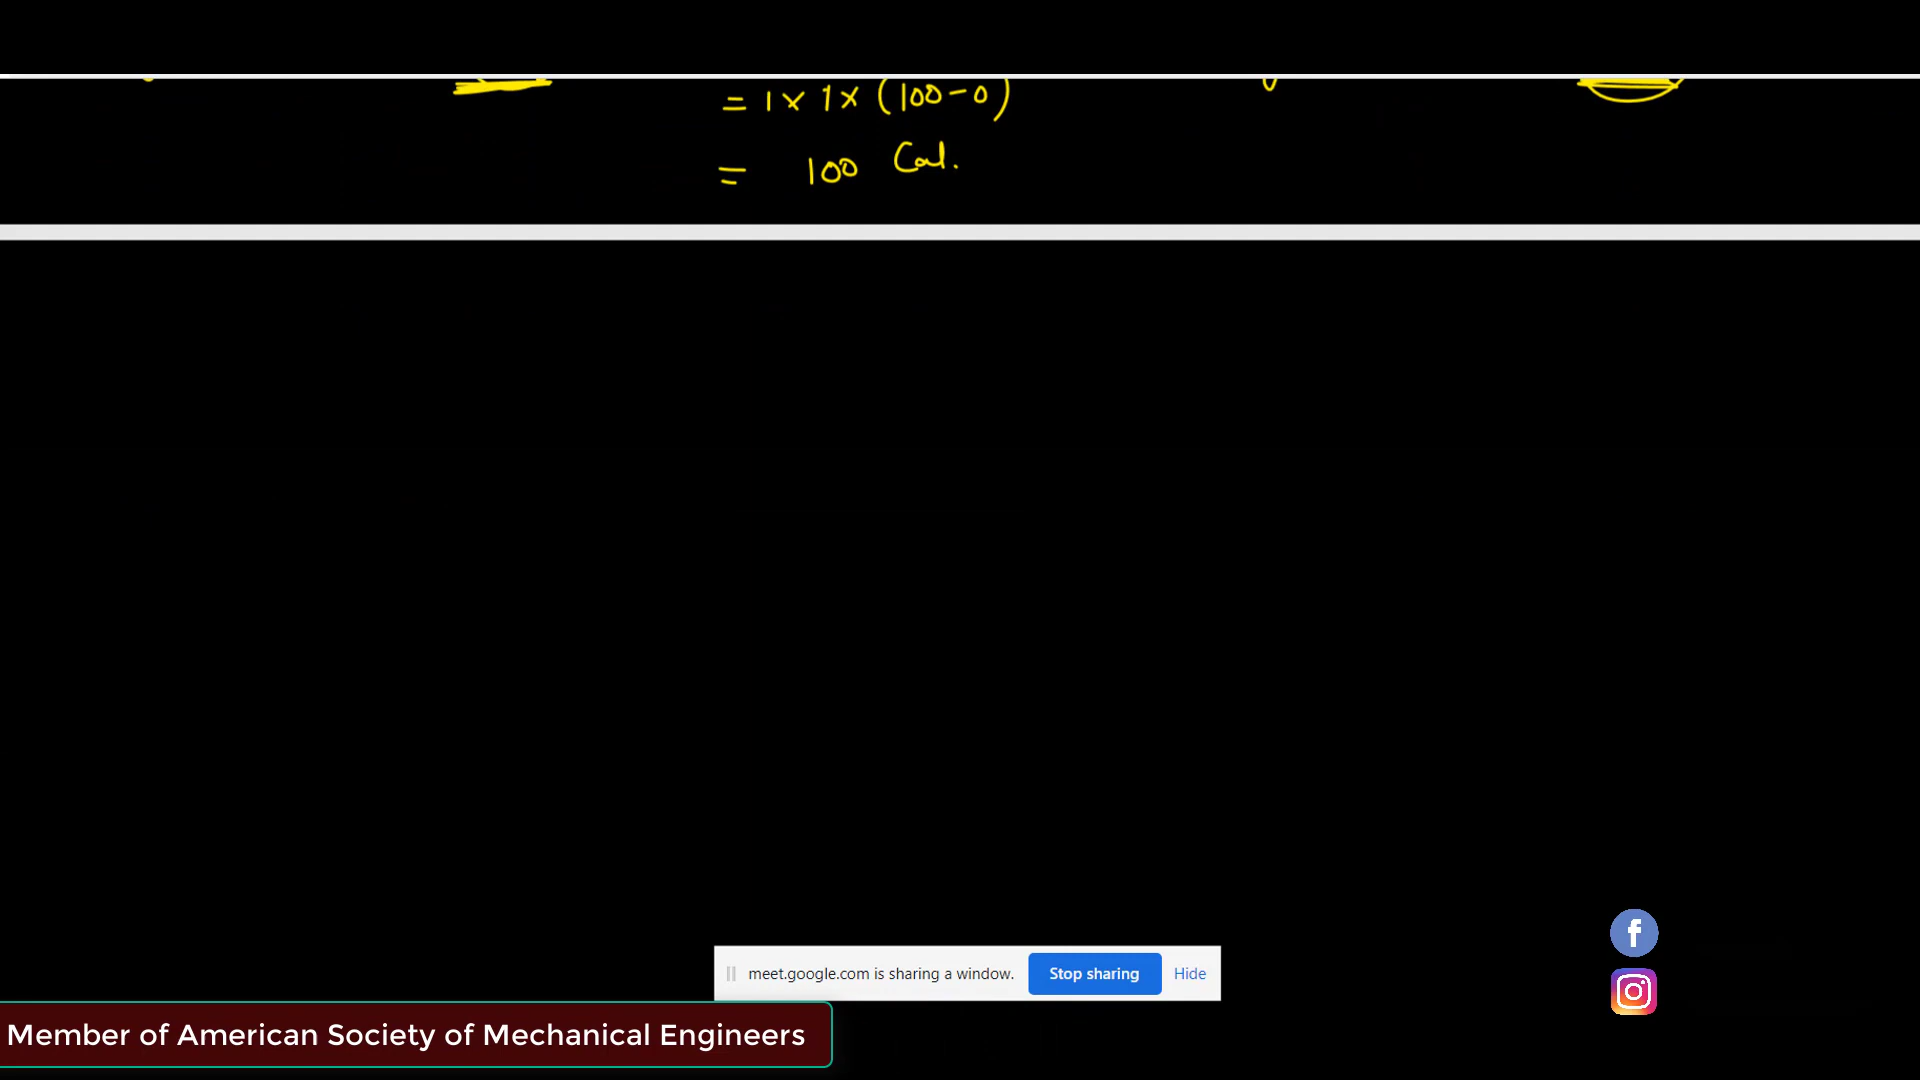 = 1 × 1 × (100 - 0)
= 100 Cal.
meet.google.com is sharing a window. Stop sharing Hide
Member of American Society of Mechanical Engineers